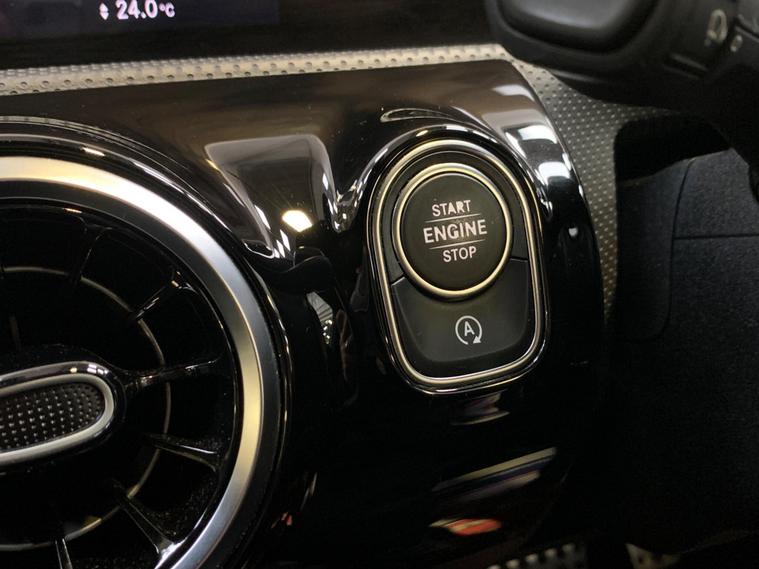 24.0°C
START
ENGINE
STOP
A